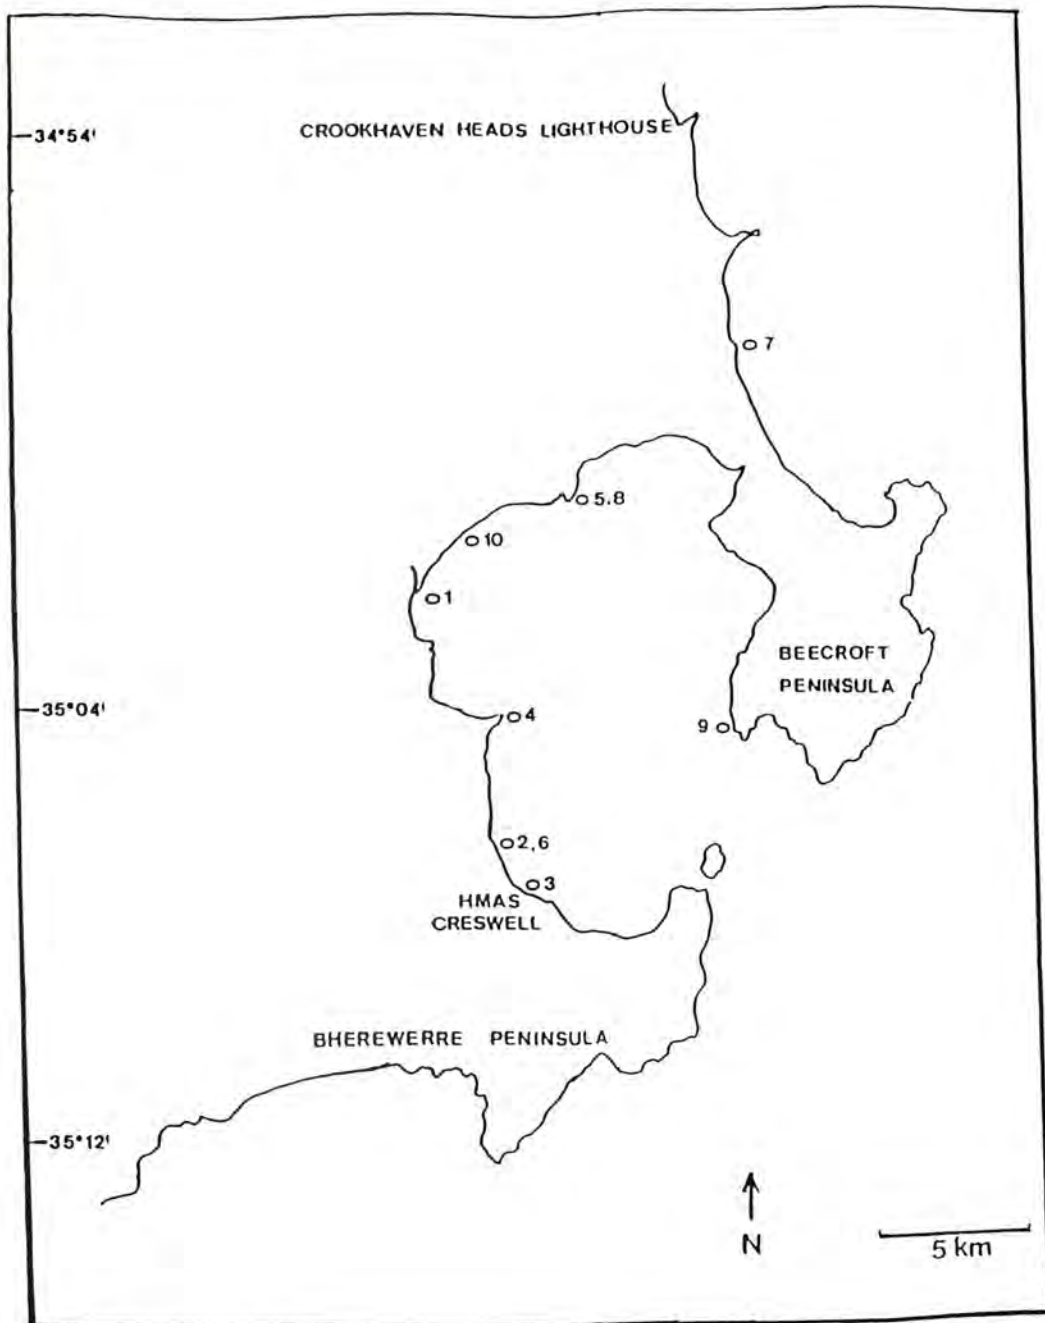 34°54'
CROOKHAVEN HEADS LIGHTHOUSE
7
5,8
10
1
BEECROFT
PENINSULA
35°04'
4
9
2,6
3
HMAS
CRESWELL
BHEREWERRE PENINSULA
35°12'
N
5 km